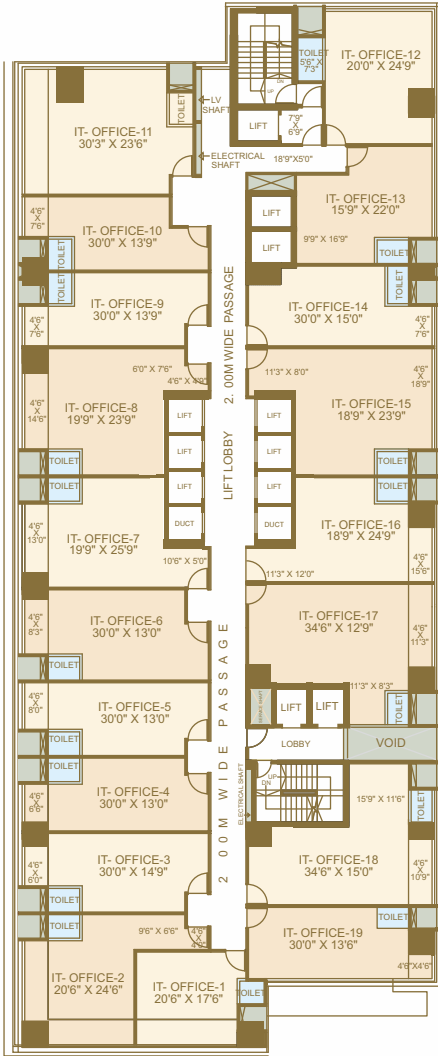 IT- OFFICE-12
20'0" X 24'9"
TOILET
5'6" X
7'3"
DN
UP
LIFT
7'9"
X
6'9"
18'9"X5'0"
IT- OFFICE-11
30'3" X 23'6"
TOILET
LV
SHAFT
ELECTRICAL
SHAFT
IT- OFFICE-13
15'9" X 22'0"
9'9" X 16'9"
TOILET
LIFT
LIFT
4'6"
X
7'6"
IT- OFFICE-10
30'0" X 13'9"
TOILET
TOILET
IT- OFFICE-9
30'0" X 13'9"
4'6"
X
7'6"
IT- OFFICE-14
30'0" X 15'0"
TOILET
4'6"
X
7'6"
2. 00M WIDE PASSAGE
6'0" X 7'6"
4'6" X 4'9"
11'3" X 8'0"
4'6"
X
14'6"
IT- OFFICE-8
19'9" X 23'9"
TOILET
LIFT
LIFT
LIFT
DUCT
LIFT LOBBY
LIFT
LIFT
LIFT
DUCT
IT- OFFICE-15
18'9" X 23'9"
4'6"
X
18'9"
TOILET
TOILET
TOILET
IT- OFFICE-7
19'9" X 25'9"
4'6"
X
13'0"
10'6" X 5'0"
IT- OFFICE-16
18'9" X 24'9"
4'6"
X
15'6"
11'3" X 12'0"
4'6"
X
8'3"
IT- OFFICE-6
30'0" X 13'0"
TOILET
IT- OFFICE-17
34'6" X 12'9"
4'6"
X
11'3"
11'3" X 8'3"
TOILET
4'6"
X
8'0"
IT- OFFICE-5
30'0" X 13'0"
TOILET
SERVICE SHAFT
LIFT
LIFT
LOBBY
VOID
2 00M WIDE PASSAGE
TOILET
4'6"
X
6'6"
IT- OFFICE-4
30'0" X 13'0"
ELECTRICAL SHAFT
UP
DN
15'9" X 11'6"
TOILET
4'6"
X
6'0"
IT- OFFICE-3
30'0" X 14'9"
TOILET
IT- OFFICE-18
34'6" X 15'0"
4'6"
X
10'9"
TOILET
9'6" X 6'6"
4'6"
X
IT- OFFICE-19
30'0" X 13'6"
TOILET
4'6"X4'6"
IT- OFFICE-2
20'6" X 24'6"
IT- OFFICE-1
20'6" X 17'6"
TOILET